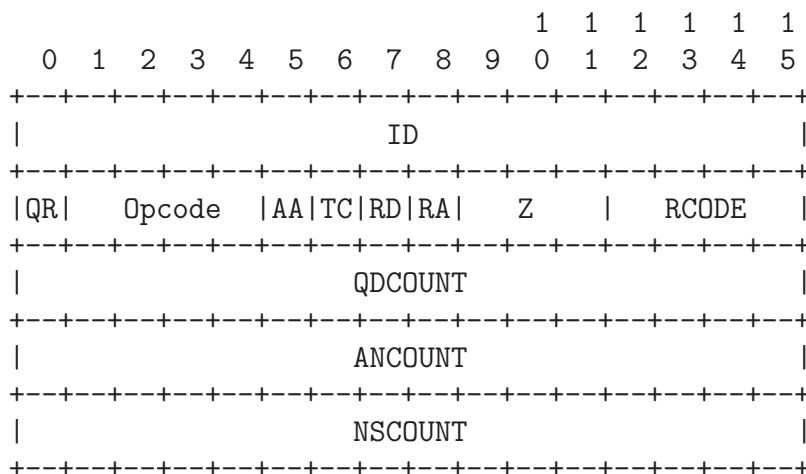 1  1  1  1  1  1
  0  1  2  3  4  5  6  7  8  9  0  1  2  3  4  5
+--+--+--+--+--+--+--+--+--+--+--+--+--+--+--+--+
|                      ID                       |
+--+--+--+--+--+--+--+--+--+--+--+--+--+--+--+--+
|QR|   Opcode  |AA|TC|RD|RA|   Z    |   RCODE   |
+--+--+--+--+--+--+--+--+--+--+--+--+--+--+--+--+
|                    QDCOUNT                    |
+--+--+--+--+--+--+--+--+--+--+--+--+--+--+--+--+
|                    ANCOUNT                    |
+--+--+--+--+--+--+--+--+--+--+--+--+--+--+--+--+
|                    NSCOUNT                    |
+--+--+--+--+--+--+--+--+--+--+--+--+--+--+--+--+